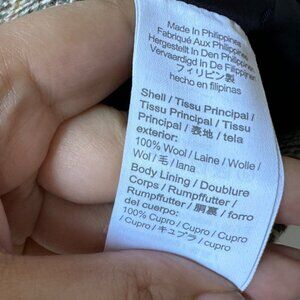 Made In Philippines
Fabriqué Aux Philippines
Hergestellt In Den Philippinen
Vervaardigd In De Filippijnen
フィリピン製
hecho en filipinas
Shell / Tissu Principal /
Tissu Principal / Tissu
Principal / 表地 / tela
exterior:
100% Wool / Laine / Wolle /
Wol / 毛 / lana
Body Lining / Doublure
Corps / Rumpffutter /
Rumpffutter / 胴裏 / forro
del cuerpo:
100% Cupro / Cupro / Cupro
/ Cupro / キュプラ / cupro